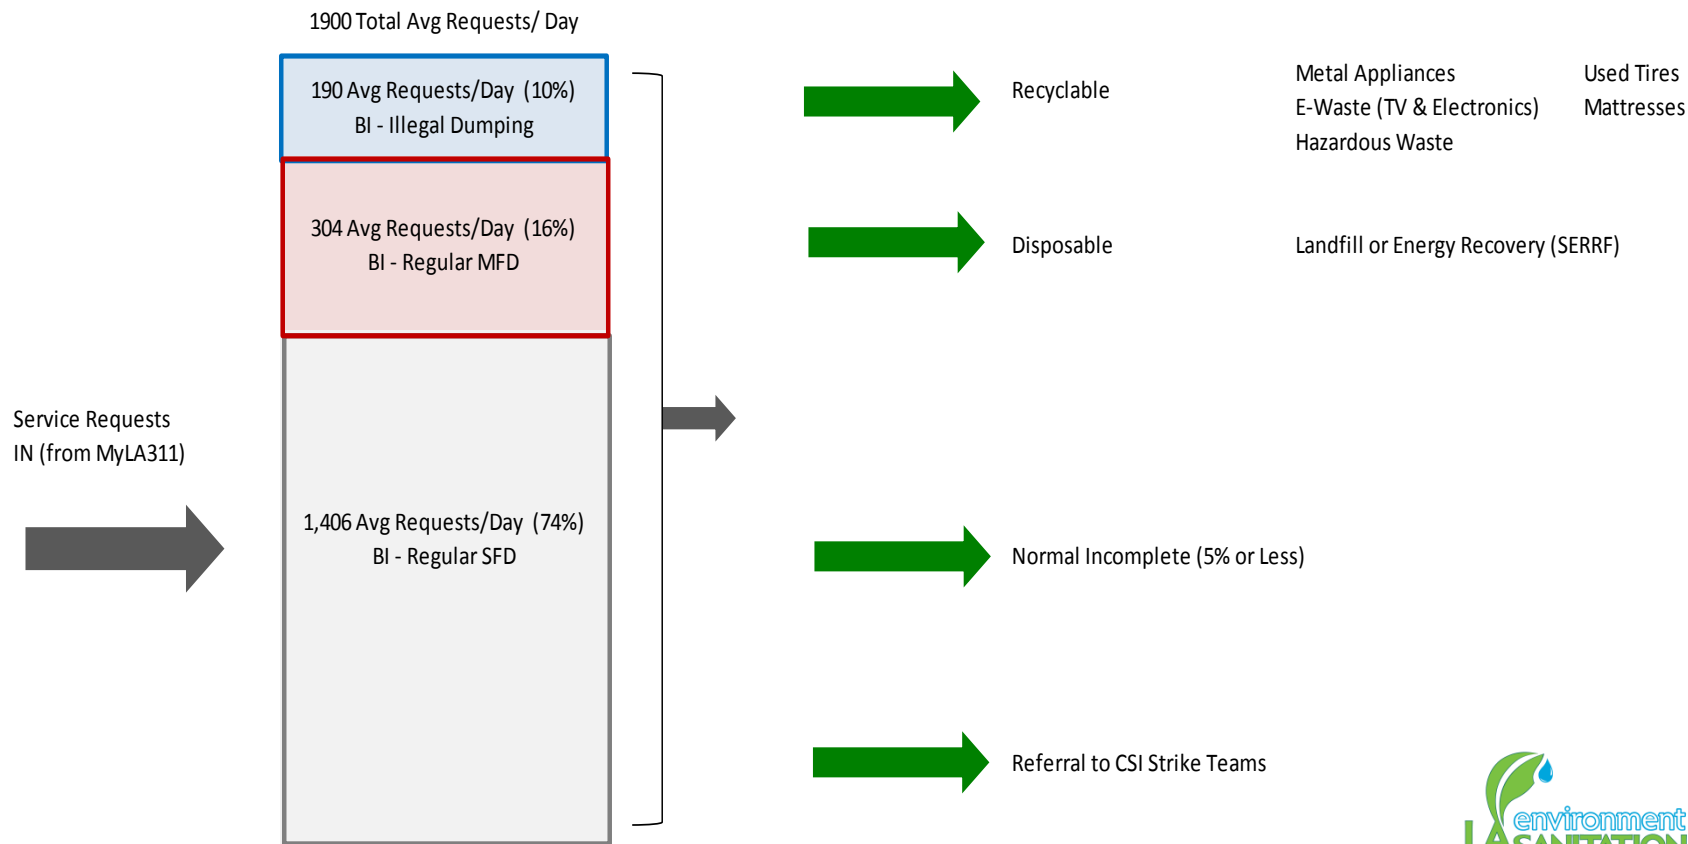 1900 Total Avg Requests/ Day
190 Avg Requests/Day (10%)
BI - Illegal Dumping
304 Avg Requests/Day (16%)
BI - Regular MFD
Service Requests
IN (from MyLA311)
1,406 Avg Requests/Day (74%)
BI - Regular SFD
Recyclable
Metal Appliances
E-Waste (TV & Electronics)
Hazardous Waste
Used Tires
Mattresses
Disposable
Landfill or Energy Recovery (SERRF)
Normal Incomplete (5% or Less)
Referral to CSI Strike Teams
environment
LA SANITATION